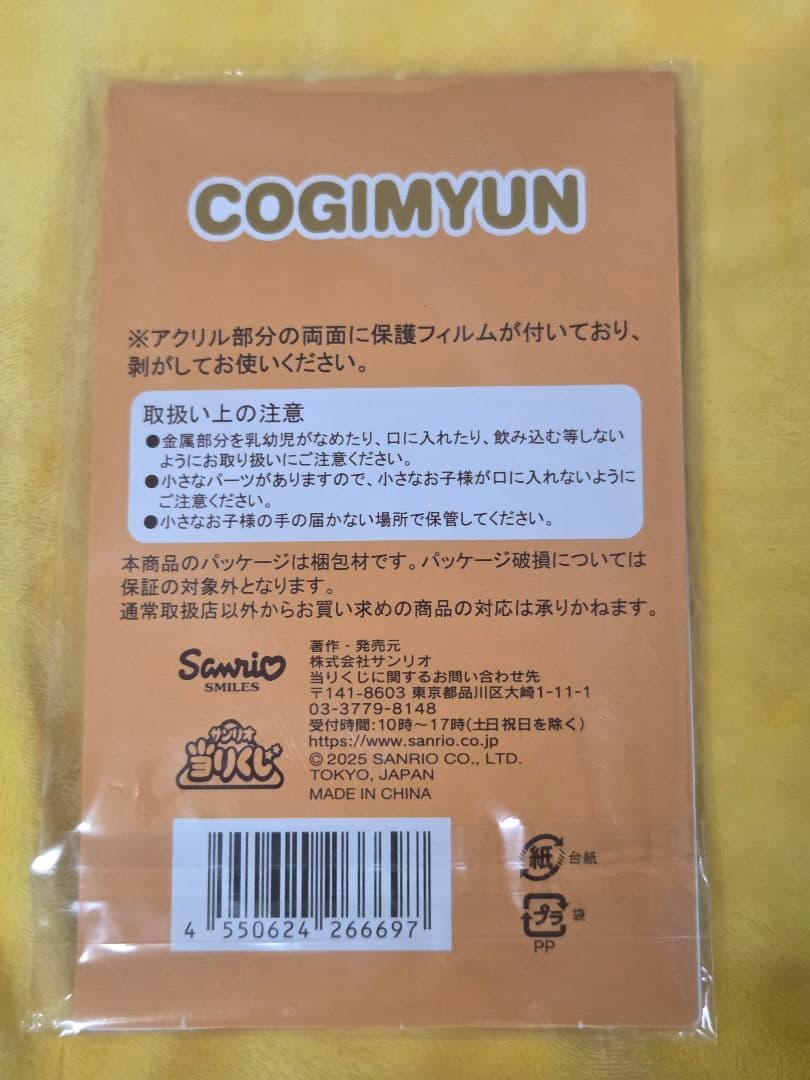 COGIMYUN
※アクリル部分の両面に保護フィルムが付いており、
剥がしてお使いください。
取扱い上の注意
●金属部分を乳幼児がなめたり、口に入れたり、飲み込む等しない
ようにお取り扱いにご注意ください。
●小さなパーツがありますので、小さなお子様が口に入れないように
ご注意ください。
●小さなお子様の手の届かない場所で保管してください。
本商品のパッケージは梱包材です。パッケージ破損については
保証の対象外となります。
通常取扱店以外からお買い求めの商品の対応は承りかねます。
Sanrio
SMILES
サンリオ
当りくじ
著作・発売元
株式会社サンリオ
当りくじに関するお問い合わせ先
〒141-8603 東京都品川区大崎1-11-1
03-3779-8148
受付時間:10時～17時(土日祝日を除く)
https://www.sanrio.co.jp
© 2025 SANRIO CO., LTD.
TOKYO, JAPAN
MADE IN CHINA
4 550624 266697
紙 台紙
プラ 袋
PP